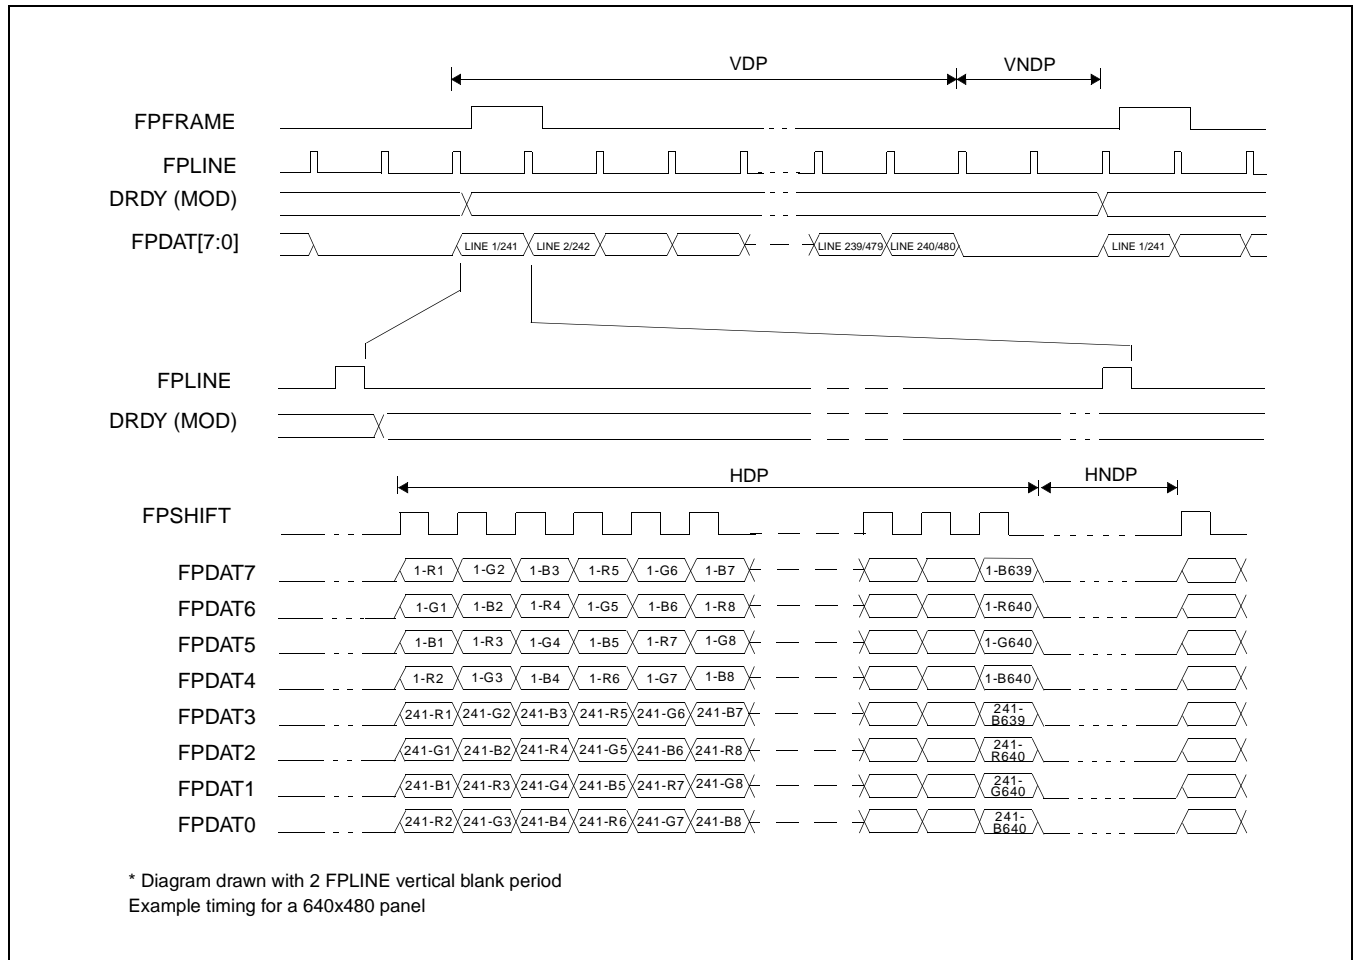 VDP VNDP
FPFRAME
FPLINE
DRDY (MOD)
FPDAT[7:0] LINE 1/241 LINE 2/242 LINE 239/479 LINE 240/480 LINE 1/241
FPLINE
DRDY (MOD)
HDP HNDP
FPSHIFT
FPDAT7 1-R1 1-G2 1-B3 1-R5 1-G6 1-B7 1-B639
FPDAT6 1-G1 1-B2 1-R4 1-G5 1-B6 1-R8 1-R640
FPDAT5 1-B1 1-R3 1-G4 1-B5 1-R7 1-G8 1-G640
FPDAT4 1-R2 1-G3 1-B4 1-R6 1-G7 1-B8 1-B640
FPDAT3 241-R1 241-G2 241-B3 241-R5 241-G6 241-B7 241-B639
FPDAT2 241-G1 241-B2 241-R4 241-G5 241-B6 241-R8 241-R640
FPDAT1 241-B1 241-R3 241-G4 241-B5 241-R7 241-G8 241-G640
FPDAT0 241-R2 241-G3 241-B4 241-R6 241-G7 241-B8 241-B640
* Diagram drawn with 2 FPLINE vertical blank period
Example timing for a 640x480 panel